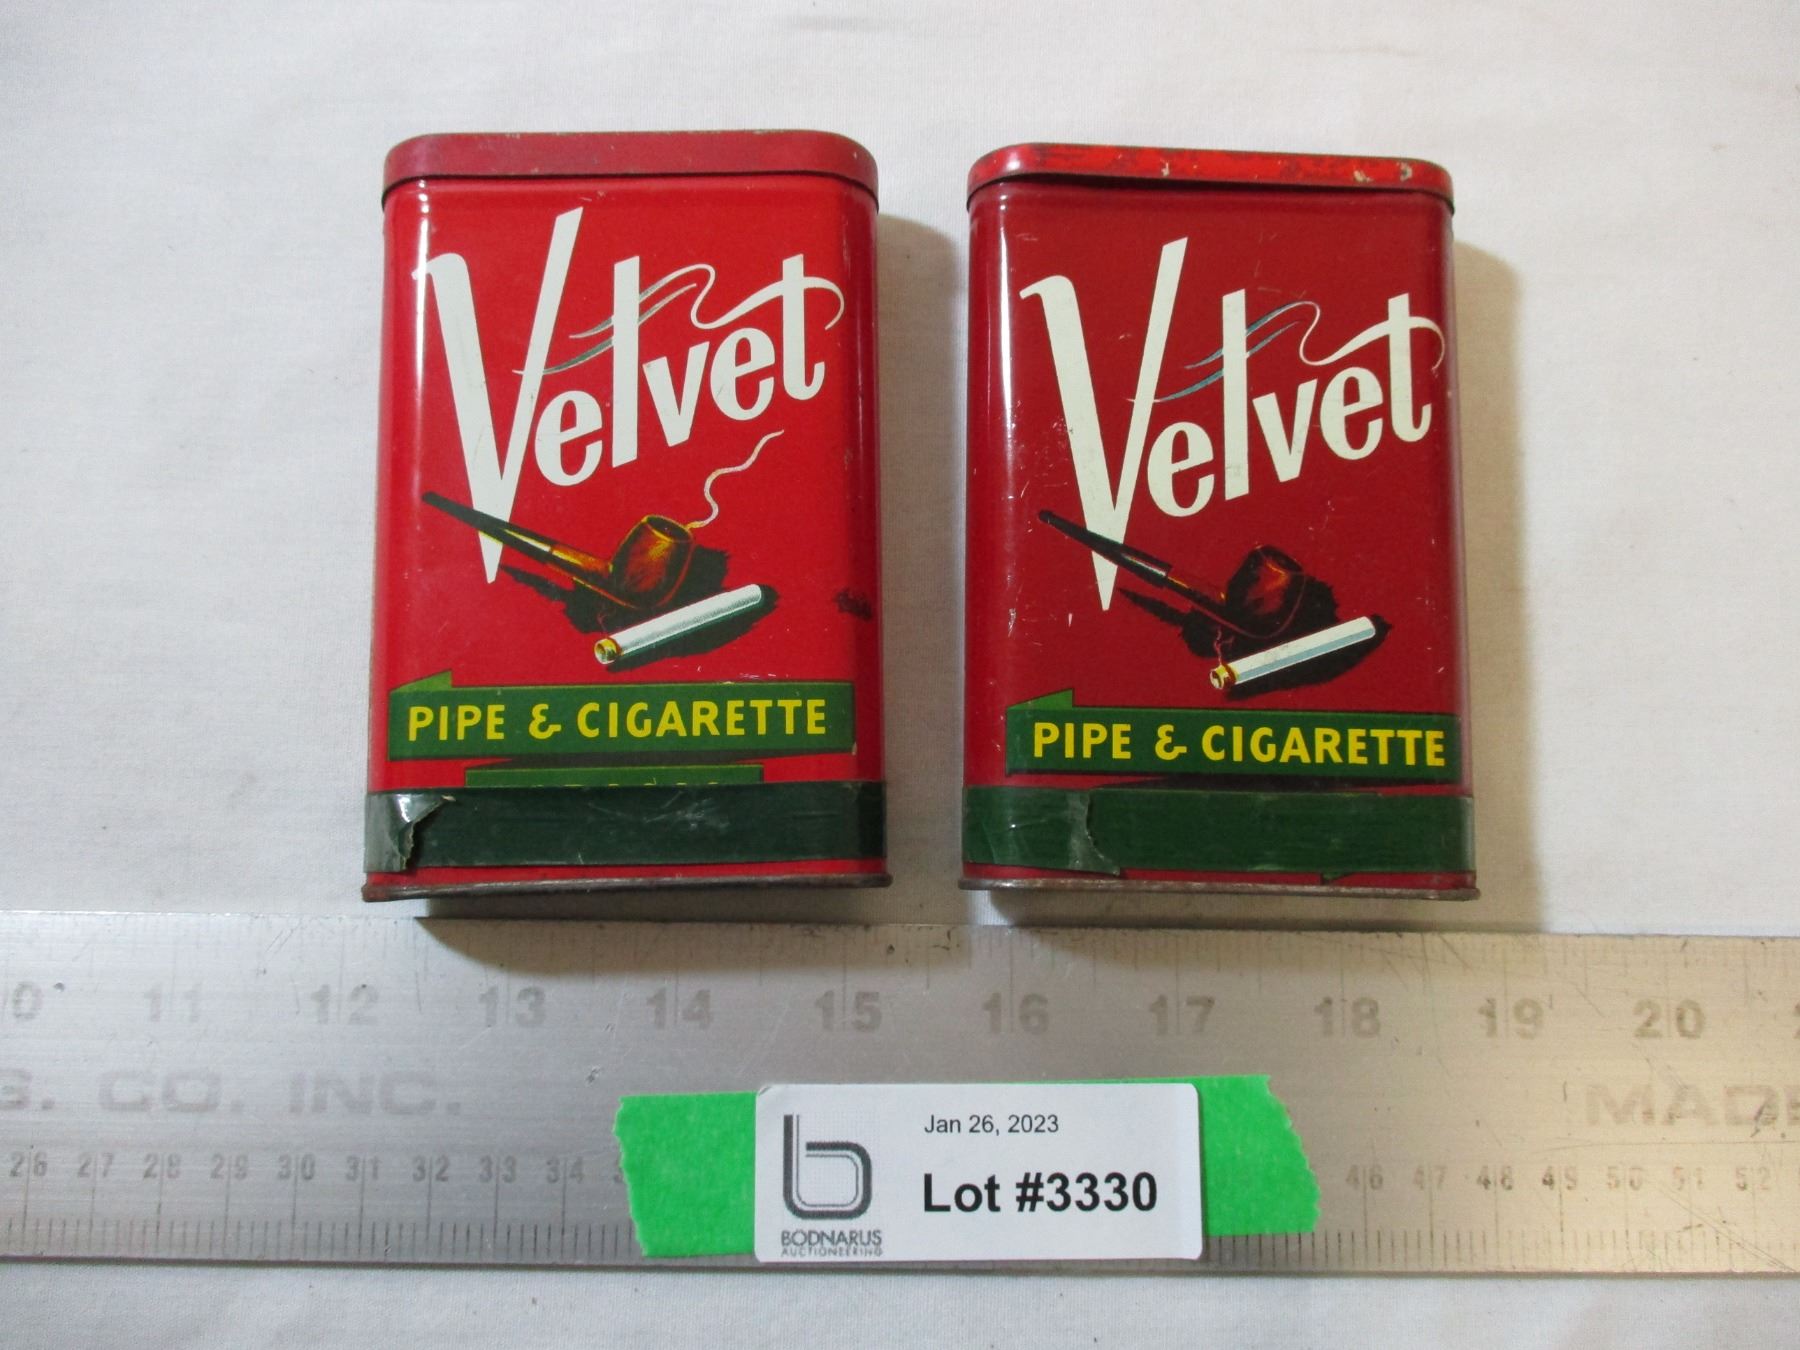 Velvet
PIPE & CIGARETTE
Velvet
PIPE & CIGARETTE
11 12 13 14 15 16 17 18 19 20
CO. INC.
26 27 28 29 30 31 32 33 34
46 47 48 49 50 51 52
Jan 26, 2023
Lot #3330
BODNARUS
AUCTIONEERING